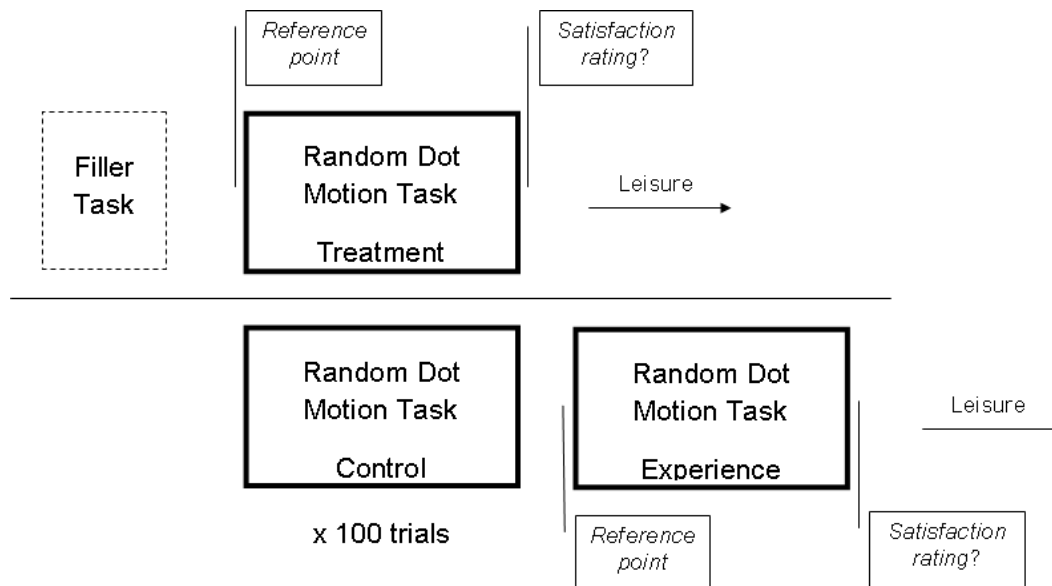 Reference
point
Satisfaction
rating?
Filler
Task
Random Dot
Motion Task
Treatment
Leisure
Random Dot
Motion Task
Control
x 100 trials
Random Dot
Motion Task
Experience
Leisure
Reference
point
Satisfaction
rating?